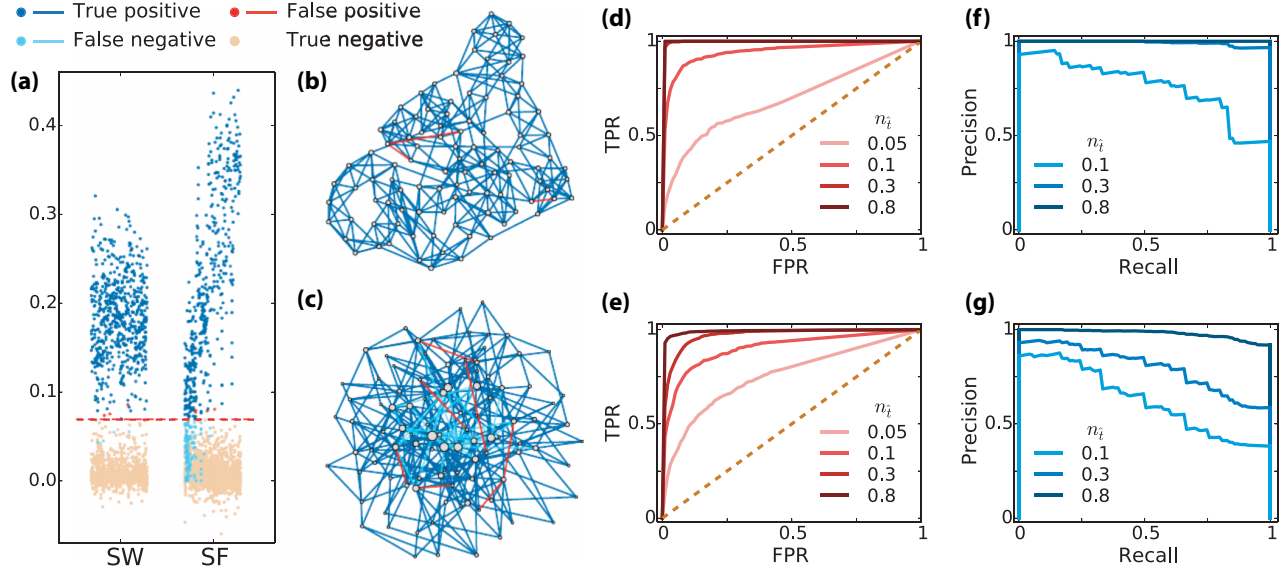 True positive
False positive
False negative
True negative
(a)
0.4
0.3
0.2
0.1
0.0
SW
SF
(b)
(c)
(d)
1
TPR
0.5
0
0
0.5
1
FPR
n_t̂
0.05
0.1
0.3
0.8
(e)
1
TPR
0.5
0
0
0.5
1
FPR
n_t̂
0.05
0.1
0.3
0.8
(f)
1
Precision
0.5
0
0
0.5
1
Recall
n_t̂
0.1
0.3
0.8
(g)
1
Precision
0.5
0
0
0.5
1
Recall
n_t̂
0.1
0.3
0.8